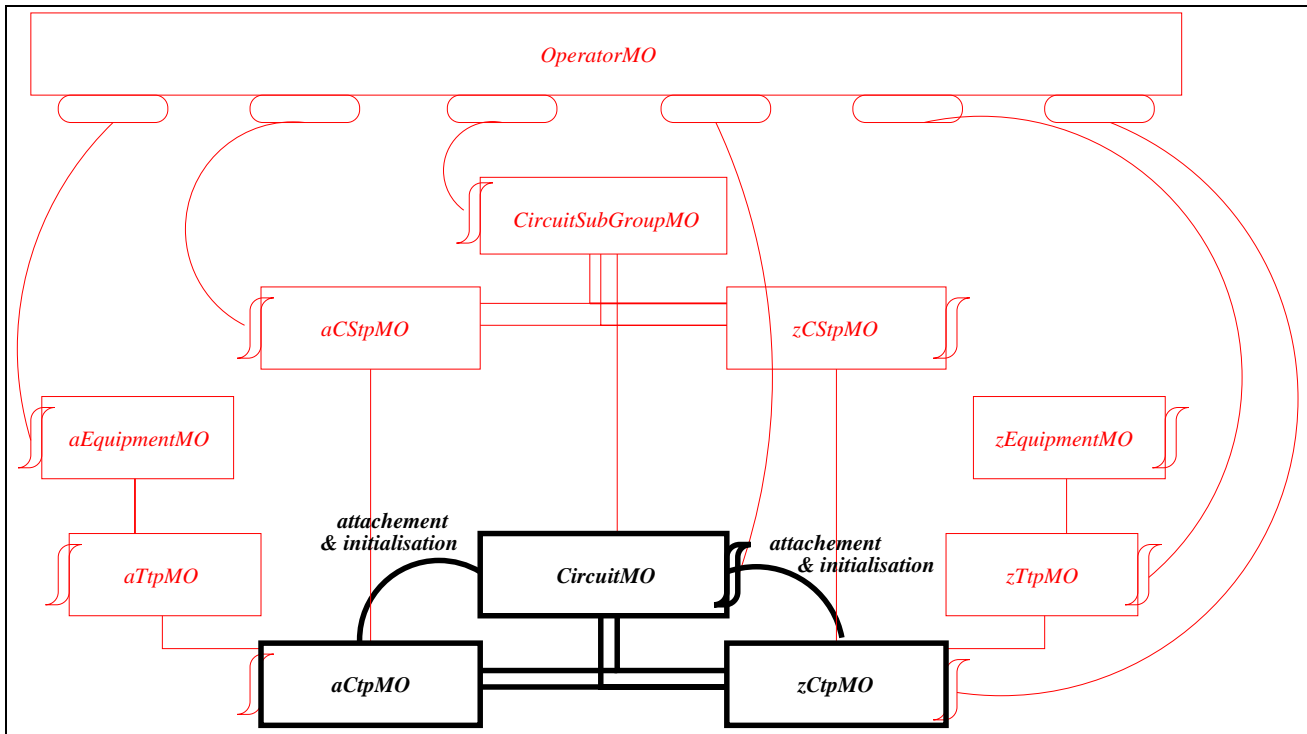 OperatorMO
CircuitSubGroupMO
aCStpMO
zCStpMO
aEquipmentMO
zEquipmentMO
attachement
& initialisation
attachement
& initialisation
aTtpMO
CircuitMO
zTtpMO
aCtpMO
zCtpMO